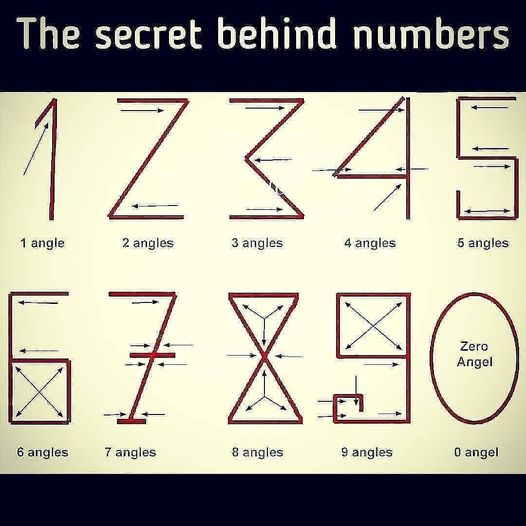 The secret behind numbers
1 angle
2 angles
3 angles
4 angles
5 angles
Zero
Angel
6 angles
7 angles
8 angles
9 angles
0 angel